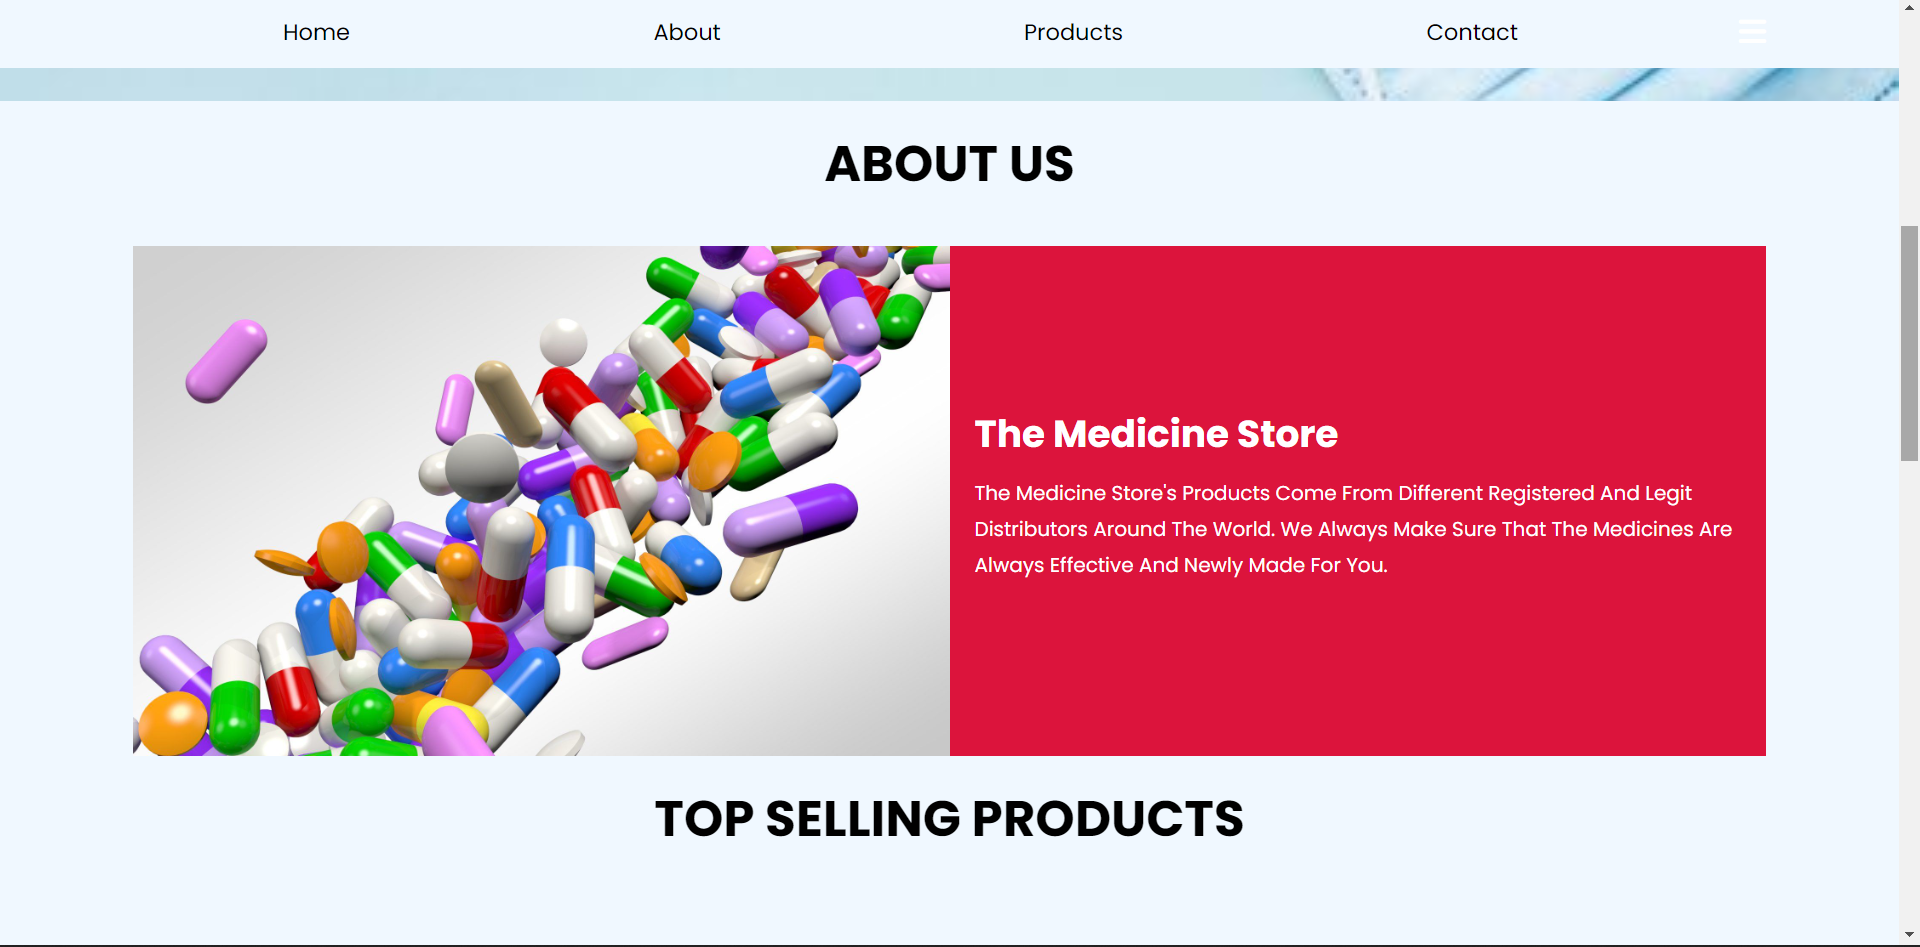 Home About Products Contact
ABOUT US
The Medicine Store
The Medicine Store's Products Come From Different Registered And Legit
Distributors Around The World. We Always Make Sure That The Medicines Are
Always Effective And Newly Made For You.
TOP SELLING PRODUCTS